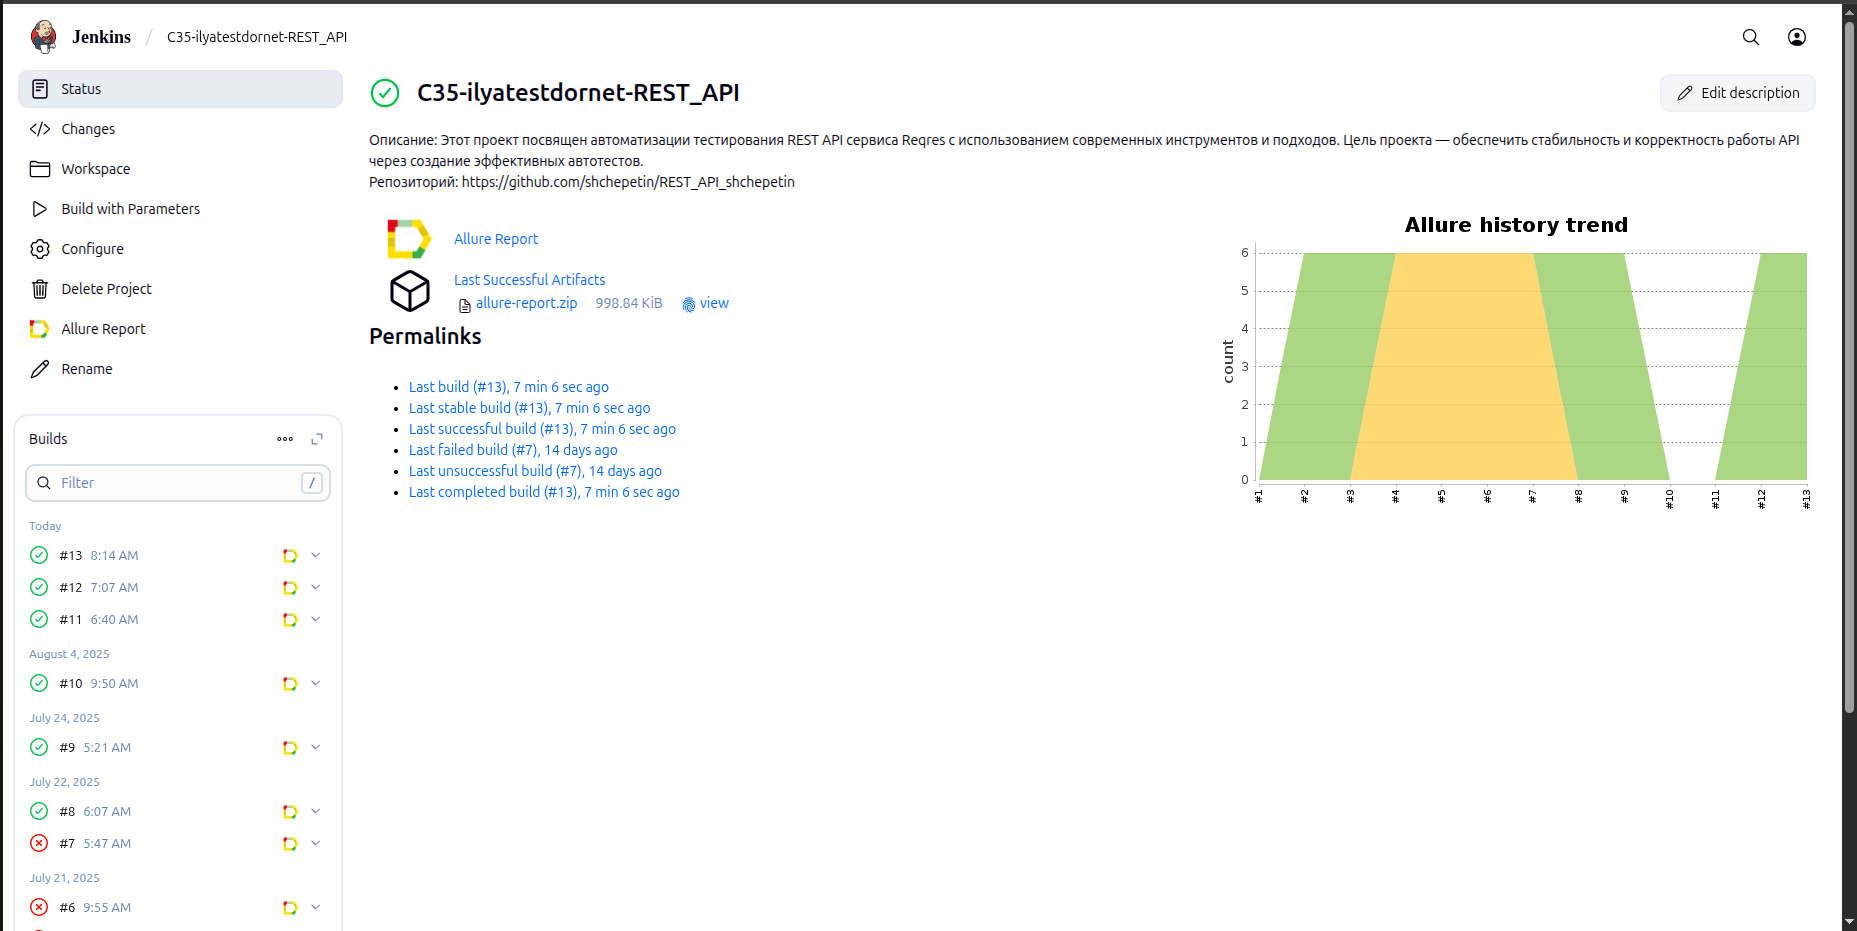 Jenkins / C35-ilyatestdornet-REST_API
Status
Changes
Workspace
Build with Parameters
Configure
Delete Project
Allure Report
Rename
Builds
Filter /
Today
#13 8:14 AM
#12 7:07 AM
#11 6:40 AM
August 4, 2025
#10 9:50 AM
July 24, 2025
#9 5:21 AM
July 22, 2025
#8 6:07 AM
#7 5:47 AM
July 21, 2025
#6 9:55 AM
C35-ilyatestdornet-REST_API
Edit description
Описание: Этот проект посвящен автоматизации тестирования REST API сервиса Reqres с использованием современных инструментов и подходов. Цель проекта — обеспечить стабильность и корректность работы API
через создание эффективных автотестов.
Репозиторий: https://github.com/shchepetin/REST_API_shchepetin
Allure Report
Last Successful Artifacts
allure-report.zip 998.84 KiB view
Permalinks
Last build (#13), 7 min 6 sec ago
Last stable build (#13), 7 min 6 sec ago
Last successful build (#13), 7 min 6 sec ago
Last failed build (#7), 14 days ago
Last unsuccessful build (#7), 14 days ago
Last completed build (#13), 7 min 6 sec ago
Allure history trend
count
6
5
4
3
2
1
0
#1 #2 #3 #4 #5 #6 #7 #8 #9 #10 #11 #12 #13